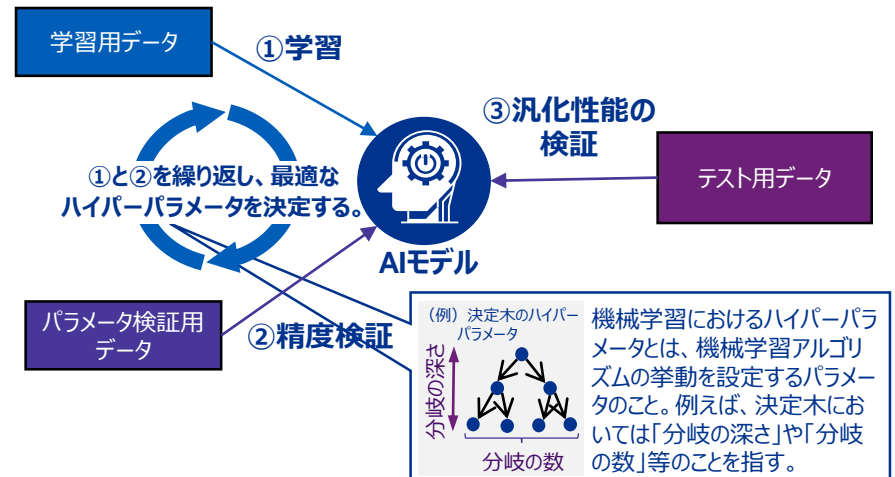 学習用データ
①学習
③汎化性能の
検証
①と②を繰り返し、最適な
ハイパーパラメータを決定する。
テスト用データ
AIモデル
パラメータ検証用
データ
②精度検証
（例）決定木のハイパー
パラメータ
分岐の深さ
分岐の数
機械学習におけるハイパーパラ
メータとは、機械学習アルゴリ
ズムの挙動を設定するパラメー
タのこと。例えば、決定木にお
いては「分岐の深さ」や「分岐
の数」等のことを指す。